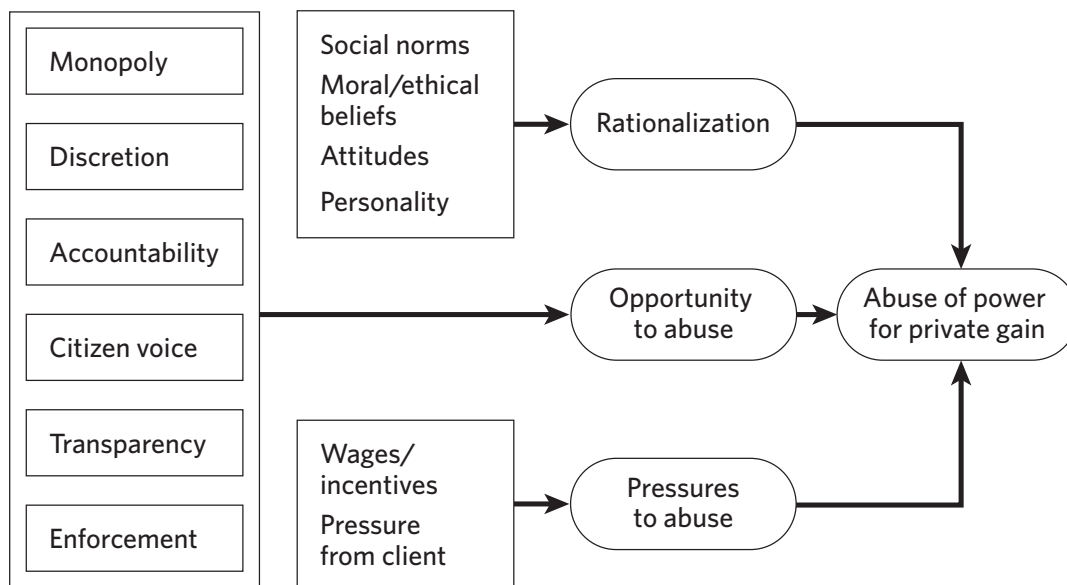 Monopoly
Discretion
Accountability
Citizen voice
Transparency
Enforcement
Social norms
Moral/ethical
beliefs
Attitudes
Personality
Rationalization
Opportunity
to abuse
Abuse of power
for private gain
Wages/
incentives
Pressure
from client
Pressures
to abuse